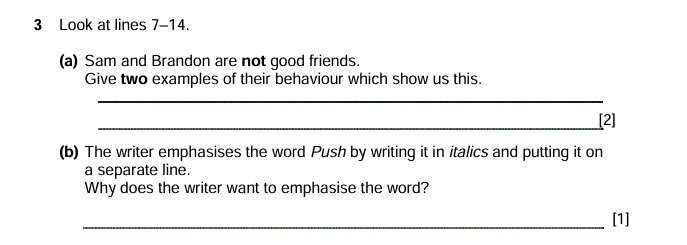 3 Look at lines 7–14.
(a) Sam and Brandon are not good friends.
Give two examples of their behaviour which show us this.
[2]
(b) The writer emphasises the word Push by writing it in italics and putting it on
a separate line.
Why does the writer want to emphasise the word?
[1]